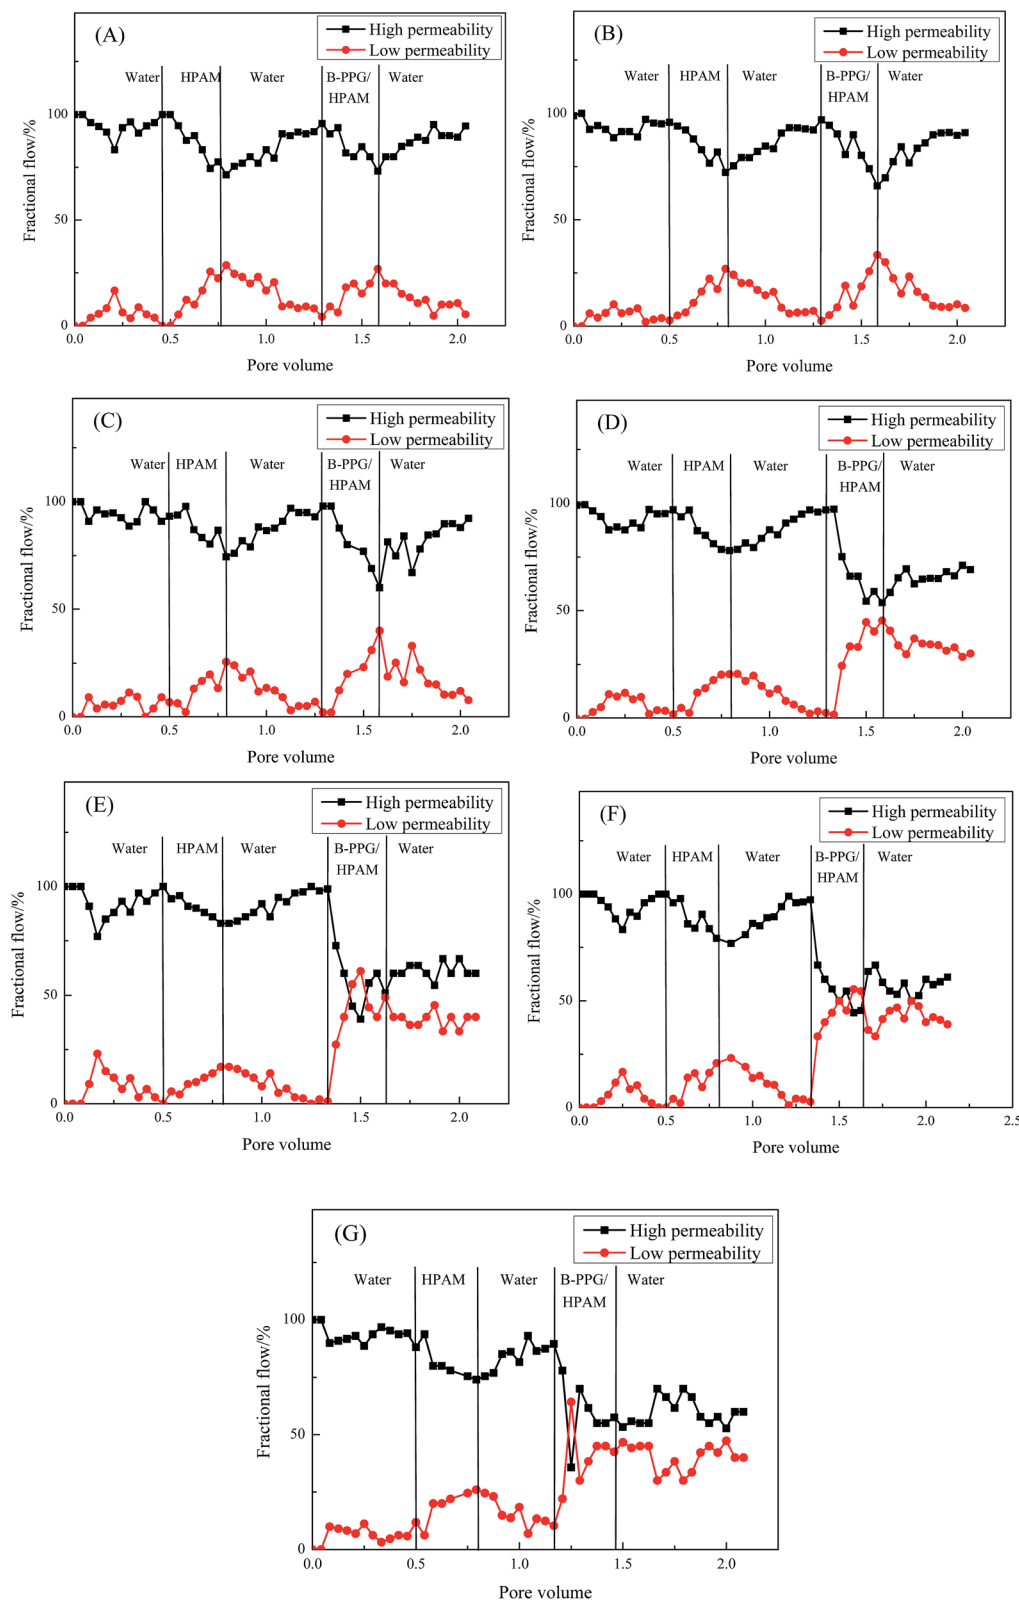 (A)
High permeability
Low permeability
Water HPAM Water B-PPG/ Water
HPAM
100
50
0
Fractional flow/%
0.0 0.5 1.0 1.5 2.0
Pore volume
(B)
High permeability
Low permeability
Water HPAM Water B-PPG/ Water
HPAM
100
50
0
Fractional flow/%
0.0 0.5 1.0 1.5 2.0
Pore volume
(C)
High permeability
Low permeability
Water HPAM Water B-PPG/ Water
HPAM
100
50
0
Fractional flow/%
0.0 0.5 1.0 1.5 2.0
Pore volume
(D)
High permeability
Low permeability
Water HPAM Water B-PPG/ Water
HPAM
100
50
0
Fractional flow/%
0.0 0.5 1.0 1.5 2.0
Pore volume
(E)
High permeability
Low permeability
Water HPAM Water B-PPG/ Water
HPAM
100
50
0
Fractional flow/%
0.0 0.5 1.0 1.5 2.0
Pore volume
(F)
High permeability
Low permeability
Water HPAM Water B-PPG/ Water
HPAM
100
50
0
Fractional flow/%
0.0 0.5 1.0 1.5 2.0 2.5
Pore volume
(G)
High permeability
Low permeability
Water HPAM Water B-PPG/ Water
HPAM
100
50
0
Fractional flow/%
0.0 0.5 1.0 1.5 2.0
Pore volume